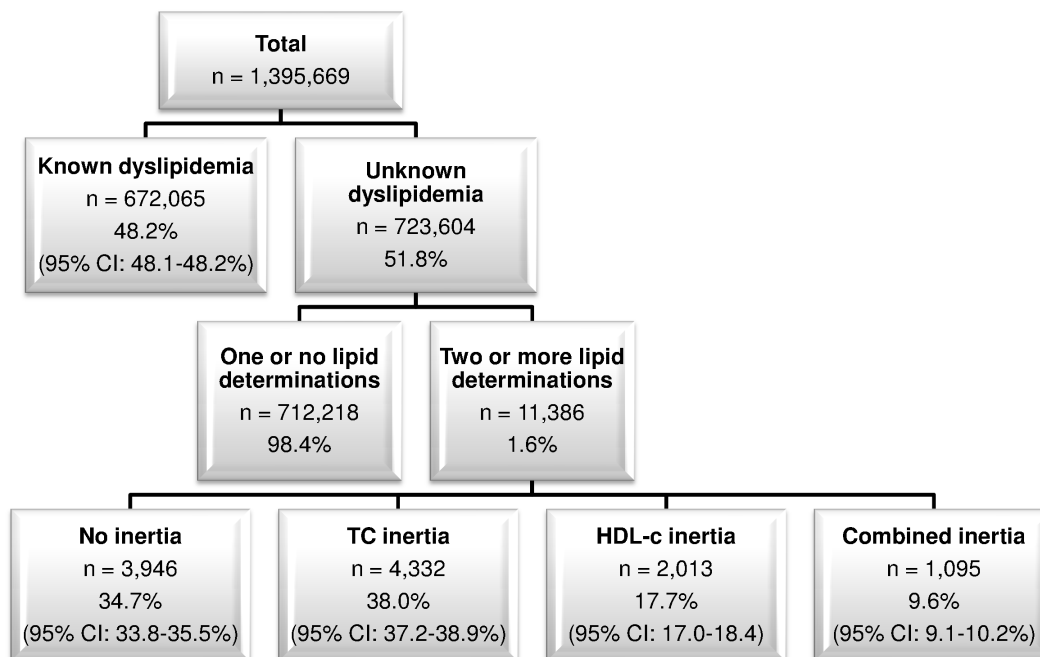 Total
n = 1,395,669
Known dyslipidemia
n = 672,065
48.2%
(95% CI: 48.1-48.2%)
Unknown
dyslipidemia
n = 723,604
51.8%
One or no lipid
determinations
n = 712,218
98.4%
Two or more lipid
determinations
n = 11,386
1.6%
No inertia
n = 3,946
34.7%
(95% CI: 33.8-35.5%)
TC inertia
n = 4,332
38.0%
(95% CI: 37.2-38.9%)
HDL-c inertia
n = 2,013
17.7%
(95% CI: 17.0-18.4)
Combined inertia
n = 1,095
9.6%
(95% CI: 9.1-10.2%)